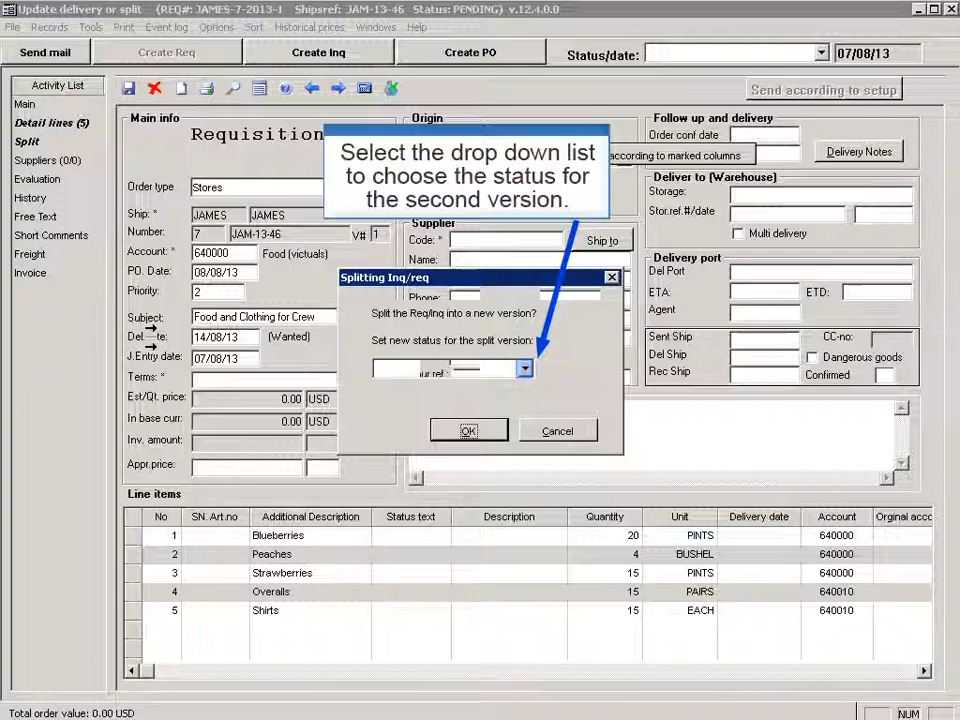 Update delivery or split (REQ#: JAMES-7-2013-1 Shipsref: JAM-13-46 Status: PENDING) v.12.4.0.0
File Records Tools Print Event log Options Sort Historical prices Windows Help
Send mail Create Req Create Inq Create PO Status/date: 07/08/13
Activity List
Main
Detail lines (5)
Split
Suppliers (0/0)
Evaluation
History
Free Text
Short Comments
Freight
Invoice
Send according to setup
Main info
Requisition
Order type Stores
Ship: * JAMES JAMES
Number: 7 JAM-13-46 V# 1
Account: * 640000 Food (victuals)
PO. Date: 08/08/13
Priority: 2
Subject: Food and Clothing for Crew
Del. te: 14/08/13 (Wanted)
J.Entry date: 07/08/13
Terms: *
Est/Qt. price: 0.00 USD
In base curr: 0.00 USD
Inv. amount:
Appr.price:
Origin
according to marked columns
Select the drop down list
to choose the status for
the second version.
Supplier
Code: * Ship to
Name:
Phone:
Splitting Inq/req
Split the Req/Inq into a new version?
Set new status for the split version:
ur ref :
OK Cancel
Follow up and delivery
Order conf date
Delivery Notes
Deliver to (Warehouse)
Storage:
Stor.ref.#/date
Multi delivery
Delivery port
Del Port
ETA: ETD:
Agent
Sent Ship CC-no:
Del Ship Dangerous goods
Rec Ship Confirmed
Line items
No SN. Art.no Additional Description Status text Description Quantity Unit Delivery date Account Orginal acco
1 Blueberries 20 PINTS 640000
2 Peaches 4 BUSHEL 640000
3 Strawberries 15 PINTS 640000
4 Overalls 15 PAIRS 640010
5 Shirts 15 EACH 640010
Total order value: 0.00 USD NUM